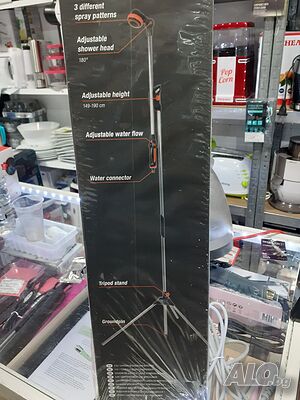 3 different
spray patterns
Adjustable
shower head
180°
Adjustable height
149-190 cm
Adjustable water flow
Water connector
Tripod stand
Groundpin
Pop
Corn
HEA
ALO.bg